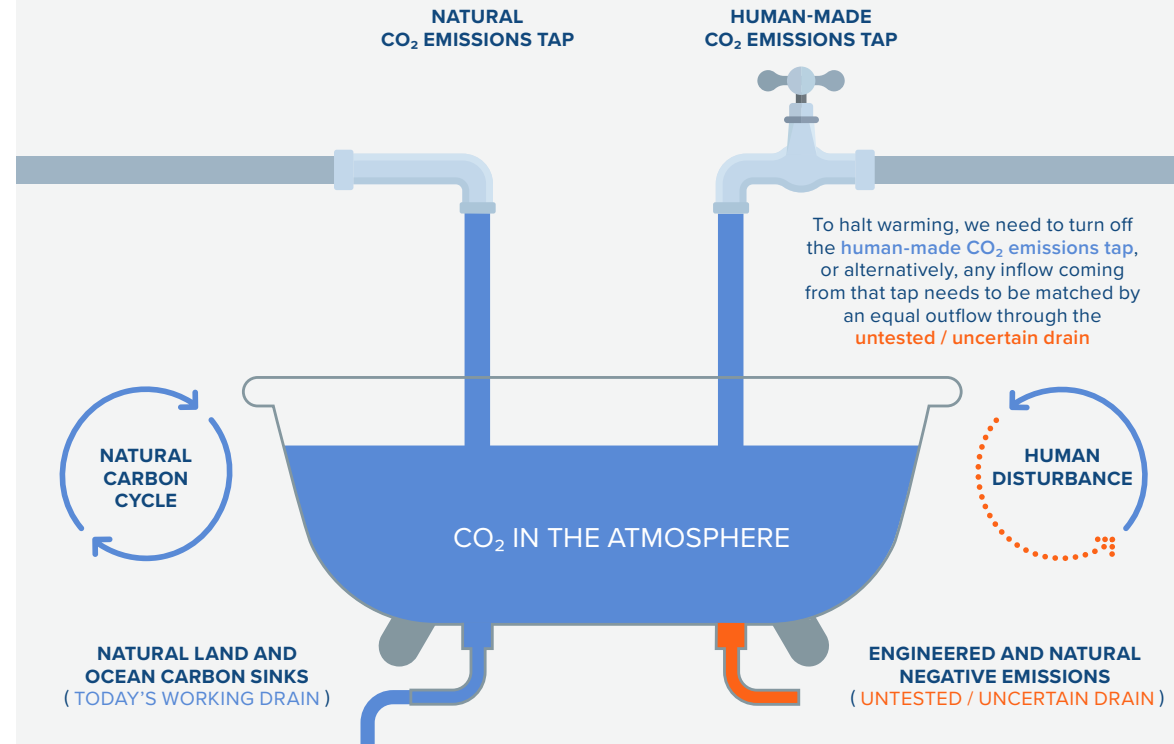 NATURAL
CO₂ EMISSIONS TAP
HUMAN-MADE
CO₂ EMISSIONS TAP
To halt warming, we need to turn off
the human-made CO₂ emissions tap,
or alternatively, any inflow coming
from that tap needs to be matched by
an equal outflow through the
untested / uncertain drain
NATURAL
CARBON
CYCLE
HUMAN
DISTURBANCE
CO₂ IN THE ATMOSPHERE
NATURAL LAND AND
OCEAN CARBON SINKS
( TODAY'S WORKING DRAIN )
ENGINEERED AND NATURAL
NEGATIVE EMISSIONS
( UNTESTED / UNCERTAIN DRAIN )